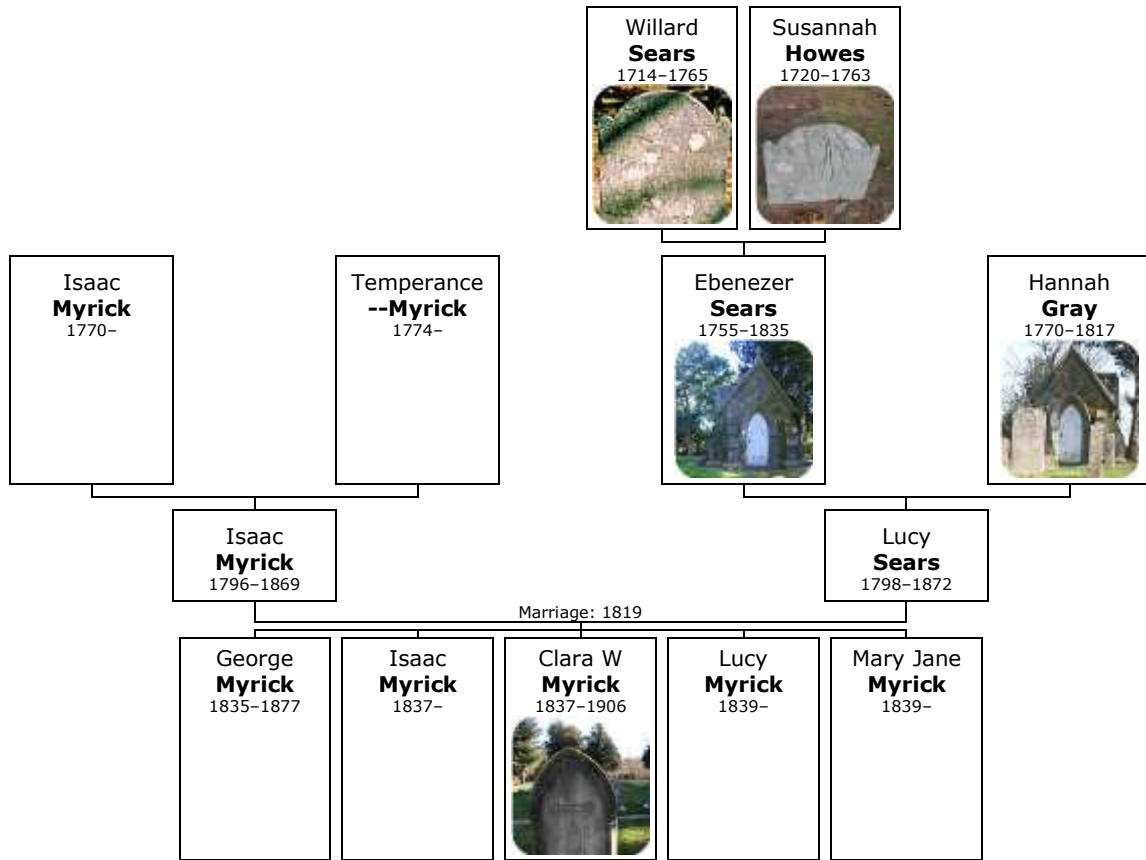 Willard
Sears
1714–1765
Susannah
Howes
1720–1763
Isaac
Myrick
1770–
Temperance
--Myrick
1774–
Ebenezer
Sears
1755–1835
Hannah
Gray
1770–1817
Isaac
Myrick
1796–1869
Lucy
Sears
1798–1872
Marriage: 1819
George
Myrick
1835–1877
Isaac
Myrick
1837–
Clara W
Myrick
1837–1906
Lucy
Myrick
1839–
Mary Jane
Myrick
1839–